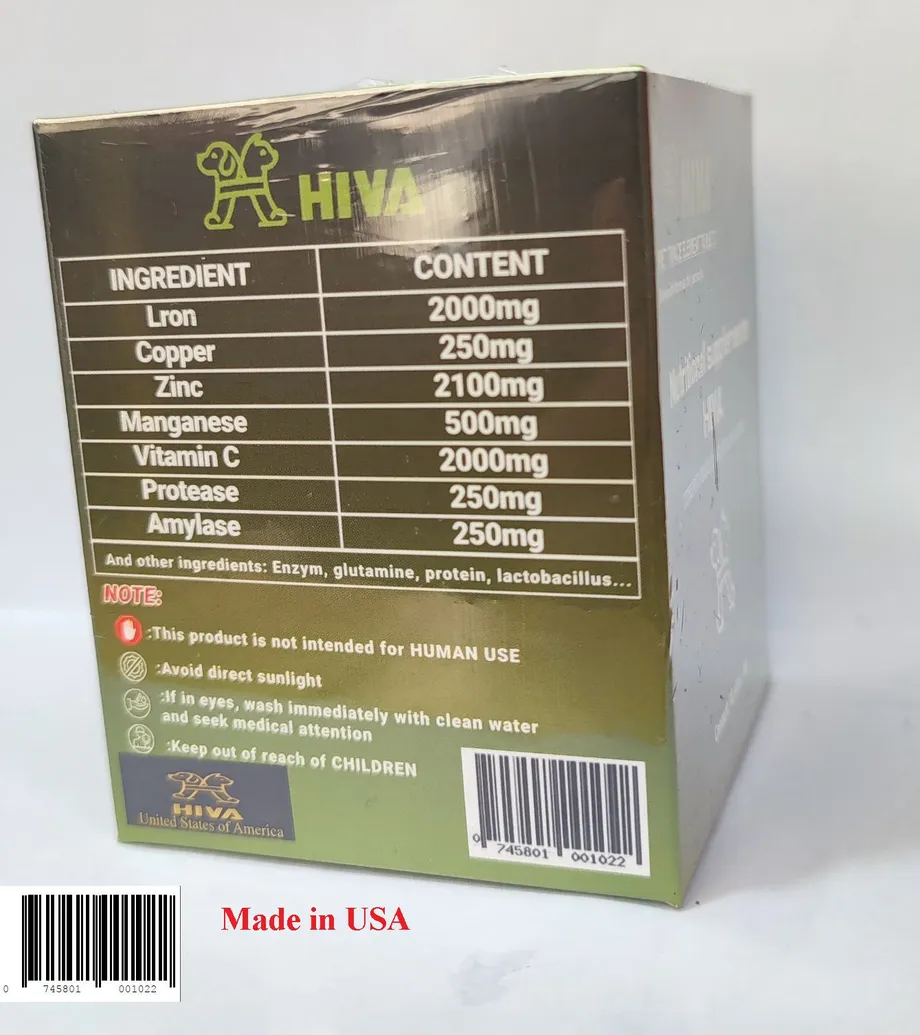 HIVA
INGREDIENT CONTENT
Lron 2000mg
Copper 250mg
Zinc 2100mg
Manganese 500mg
Vitamin C 2000mg
Protease 250mg
Amylase 250mg
And other ingredients: Enzym, glutamine, protein, lactobacillus...
NOTE:
:This product is not intended for HUMAN USE
:Avoid direct sunlight
:If in eyes, wash immediately with clean water
and seek medical attention
:Keep out of reach of CHILDREN
HIVA
United States of America
0 745801 001022
Nutritional
HIVA
Made in USA
0 745801 001022